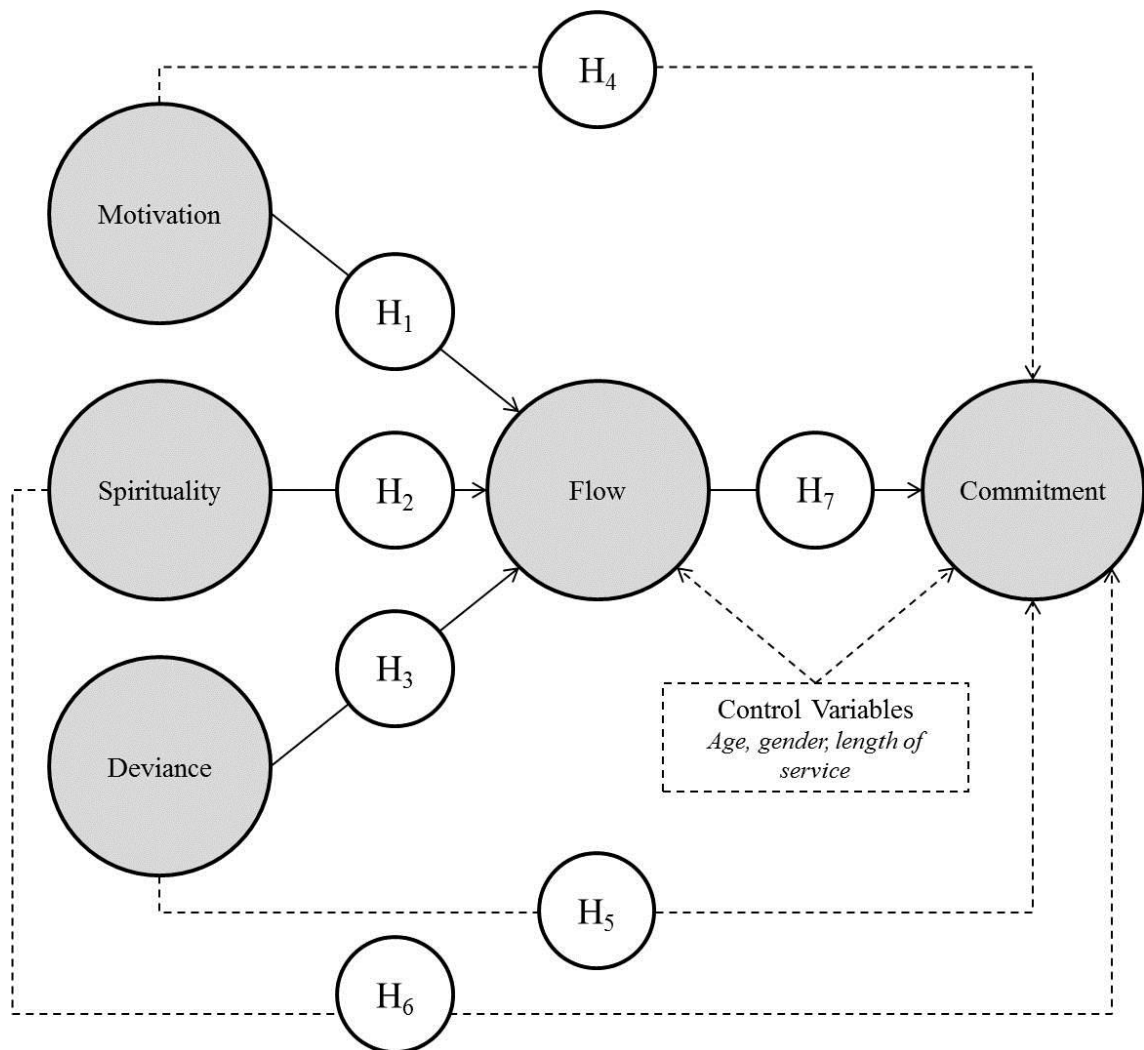 H₄
Motivation
H₁
Spirituality
H₂
Flow
H₇
Commitment
H₃
Control Variables
Age, gender, length of
service
Deviance
H₅
H₆